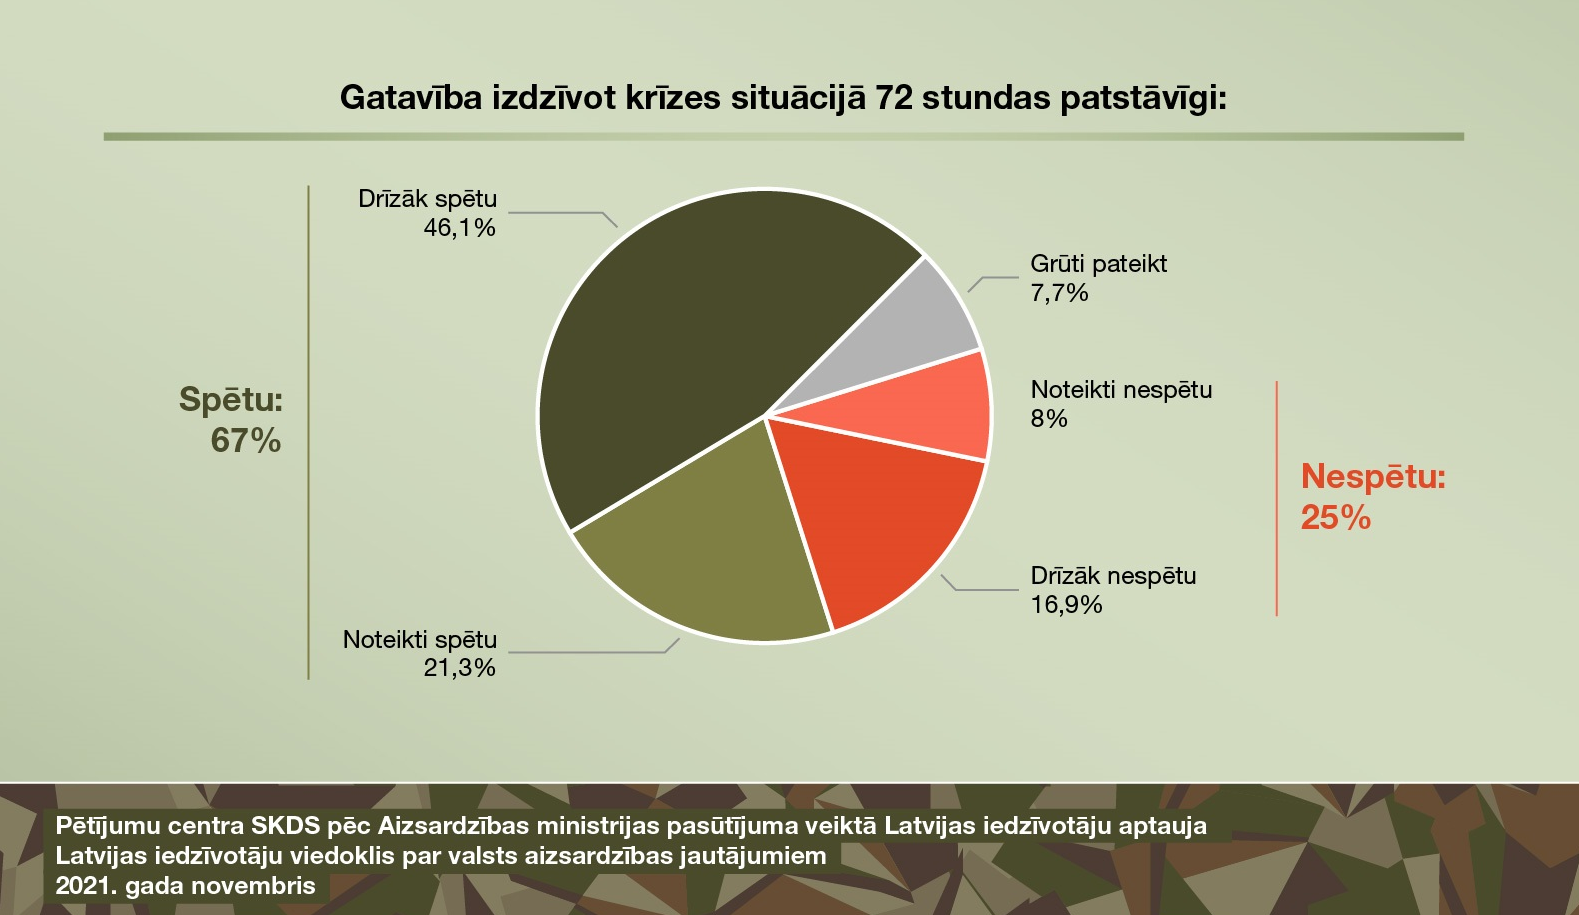 Gatavība izdzīvot krīzes situācijā 72 stundas patstāvīgi:
Drīzāk spētu
46,1%
Grūti pateikt
7,7%
Noteikti nespētu
8%
Spētu:
67%
Nespētu:
25%
Drīzāk nespētu
16,9%
Noteikti spētu
21,3%
Pētījumu centra SKDS pēc Aizsardzības ministrijas pasūtījuma veiktā Latvijas iedzīvotāju aptauja
Latvijas iedzīvotāju viedoklis par valsts aizsardzības jautājumiem
2021. gada novembris